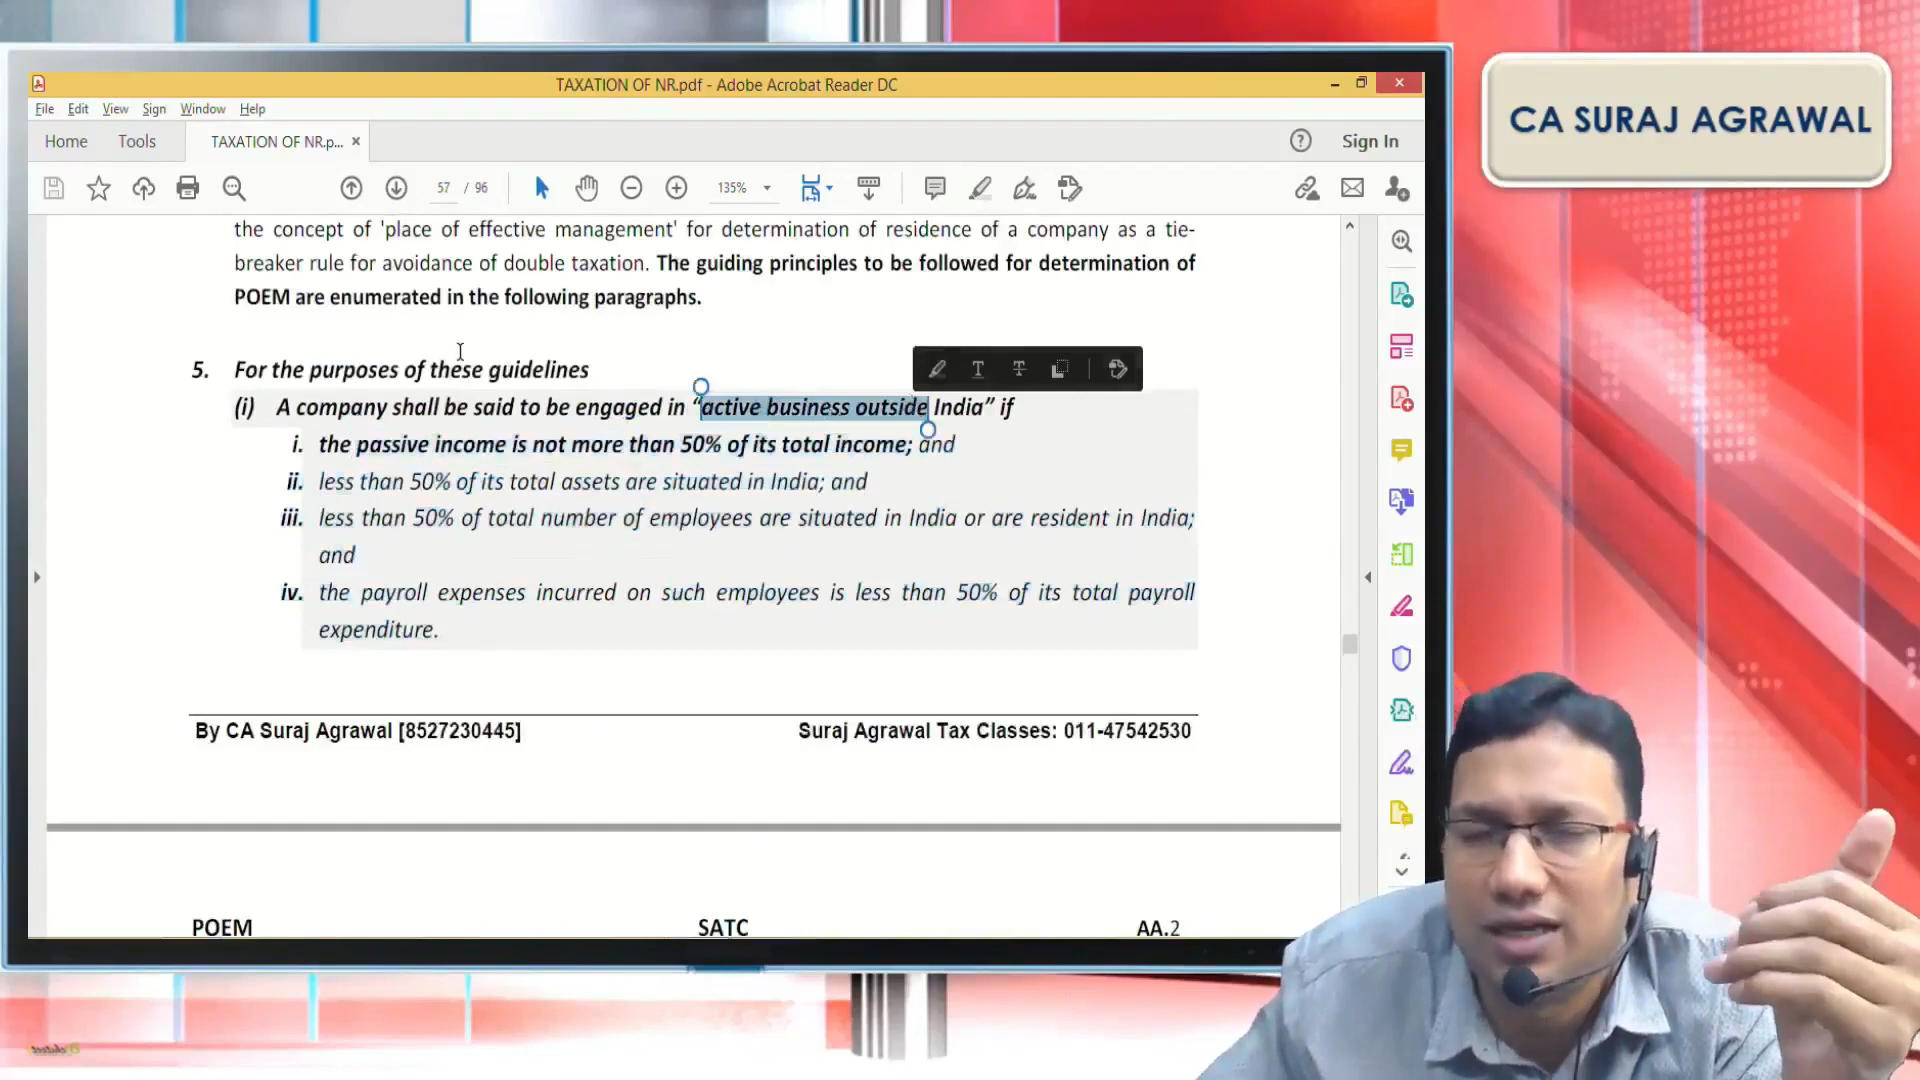 CA SURAJ AGRAWAL
TAXATION OF NR.pdf - Adobe Acrobat Reader DC
File Edit View Sign Window Help
Home Tools TAXATION OF NR.p... × Sign In
57 / 96 135%
the concept of 'place of effective management' for determination of residence of a company as a tie-
breaker rule for avoidance of double taxation. The guiding principles to be followed for determination of
POEM are enumerated in the following paragraphs.
5. For the purposes of these guidelines
(i) A company shall be said to be engaged in “active business outside India” if
i. the passive income is not more than 50% of its total income; and
ii. less than 50% of its total assets are situated in India; and
iii. less than 50% of total number of employees are situated in India or are resident in India;
and
iv. the payroll expenses incurred on such employees is less than 50% of its total payroll
expenditure.
By CA Suraj Agrawal [8527230445] Suraj Agrawal Tax Classes: 011-47542530
POEM SATC AA.2